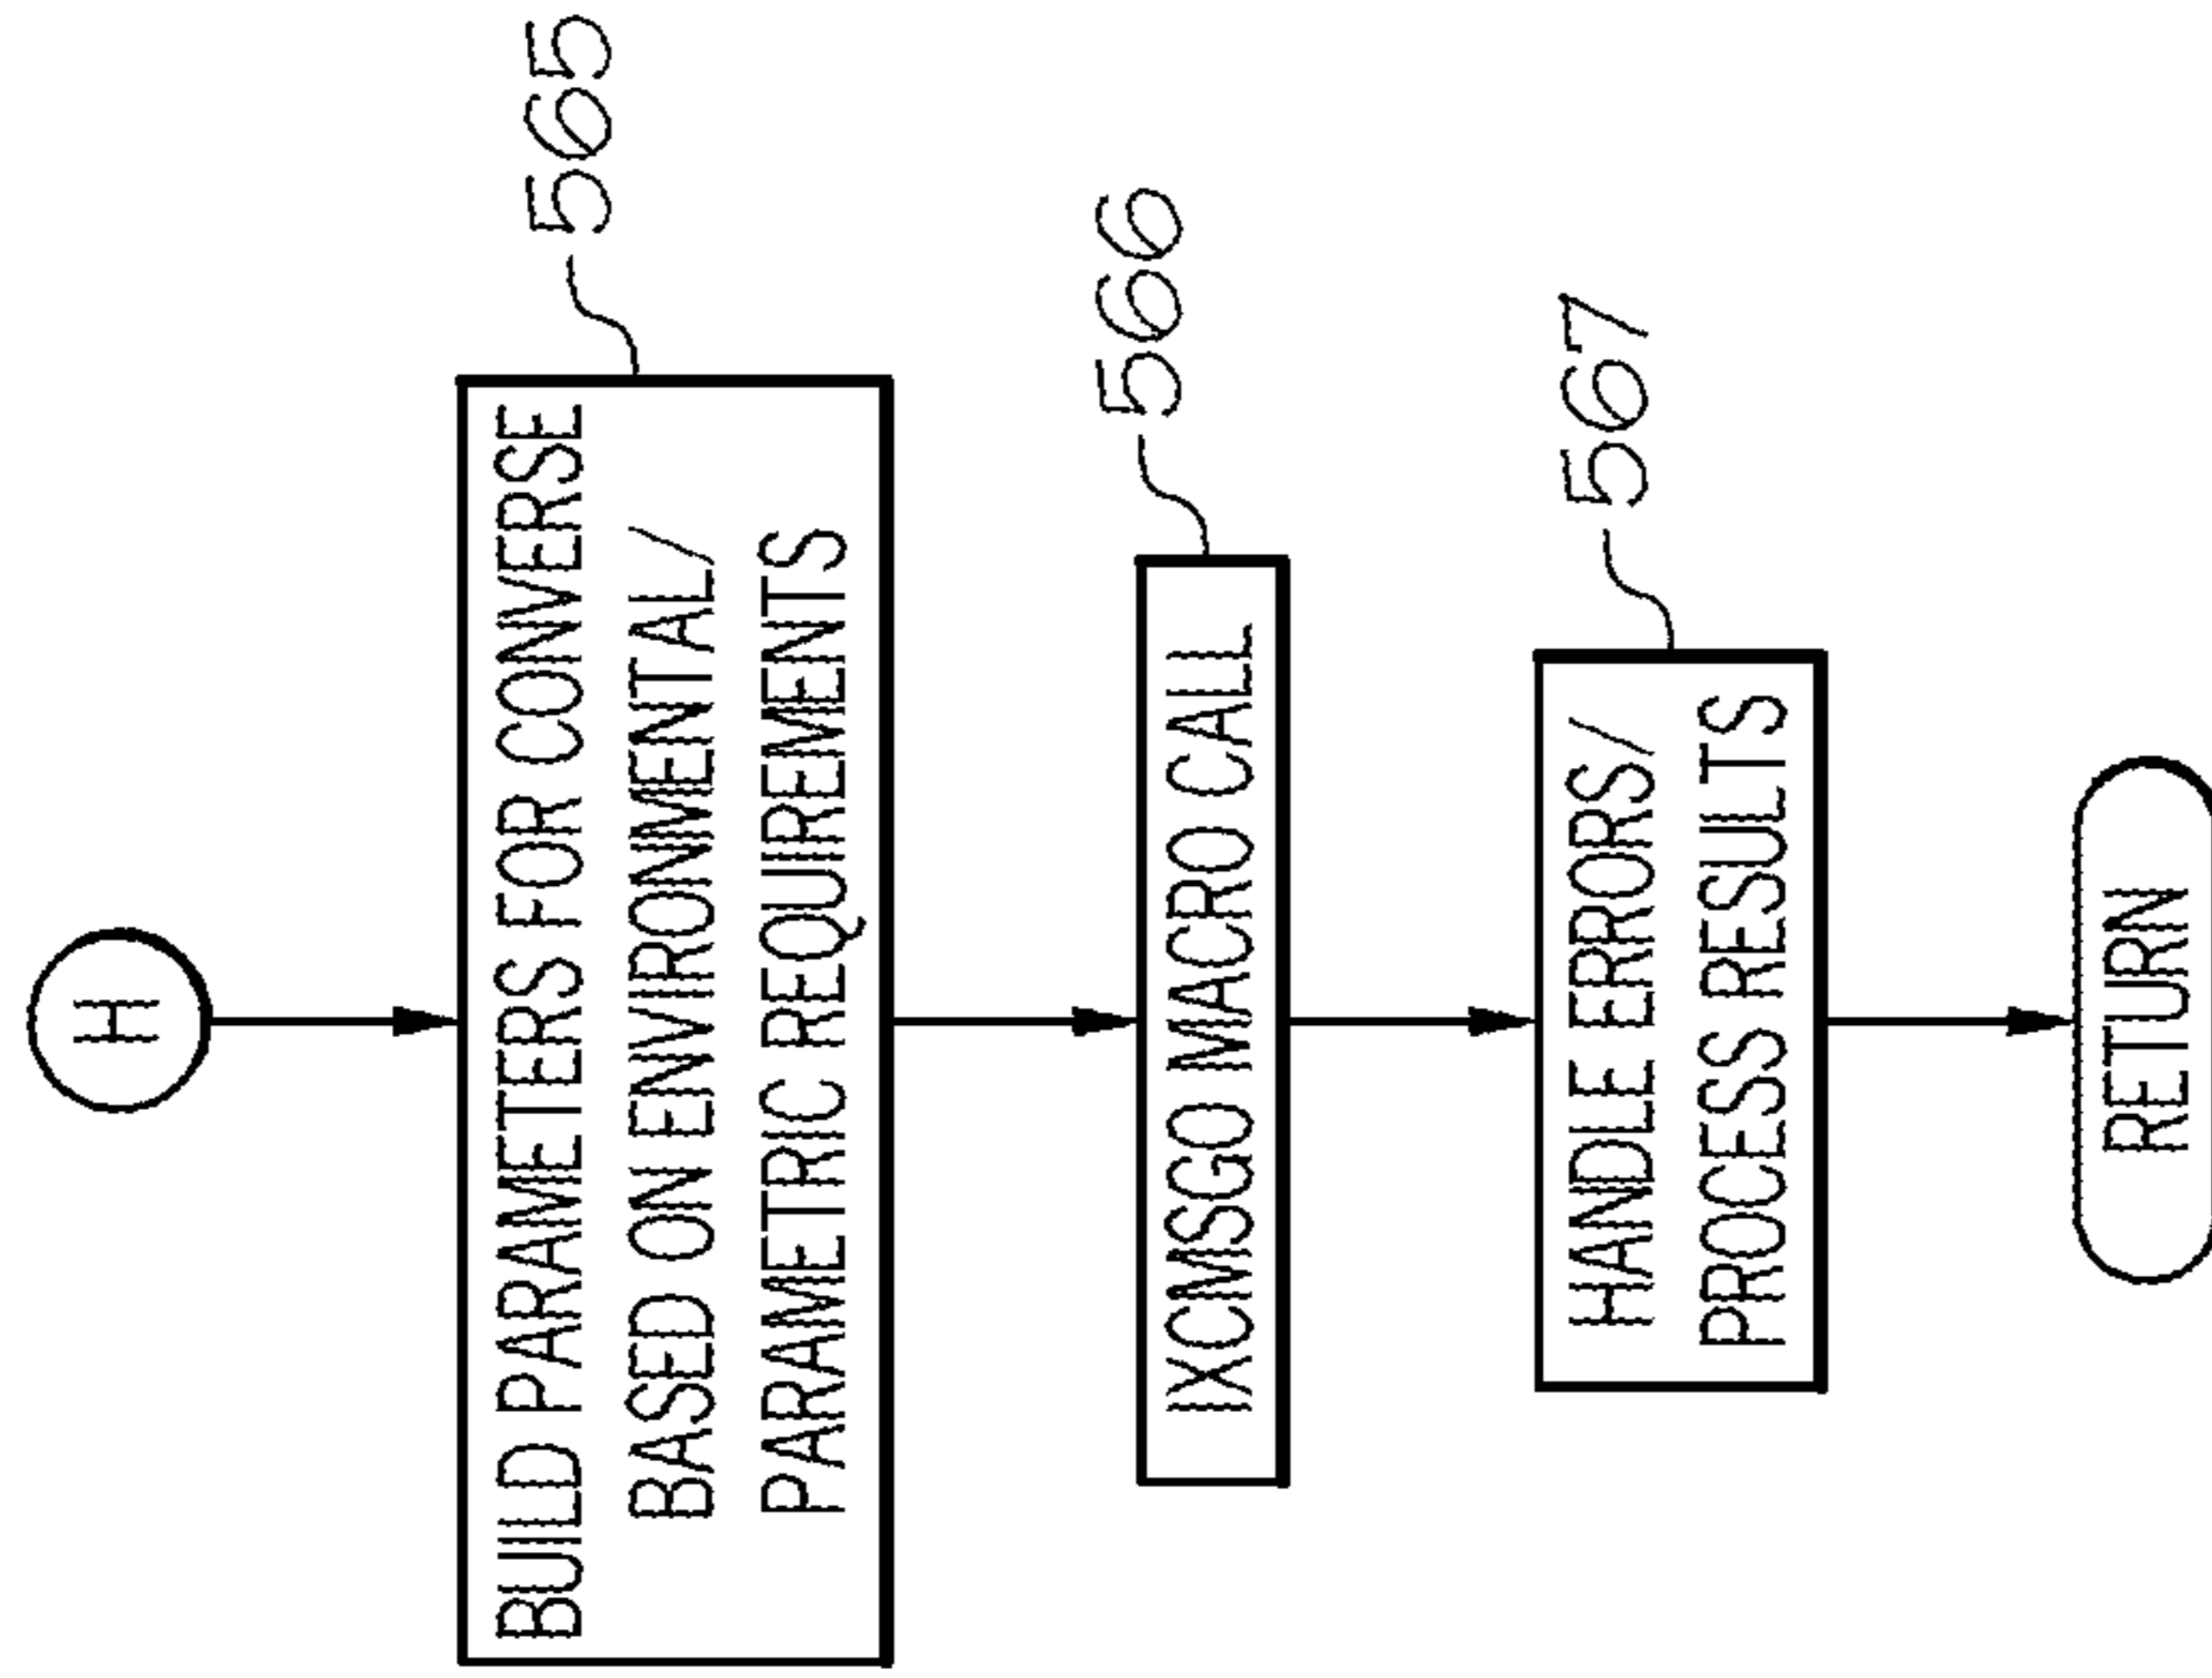 H
BUILD PARAMETERS FOR CONVERSE
BASED ON ENVIRONMENTAL/
PARAMETRIC REQUIREMENTS
565
IXCMSGO MACRO CALL
566
HANDLE ERRORS/
PROCESS RESULTS
567
RETURN